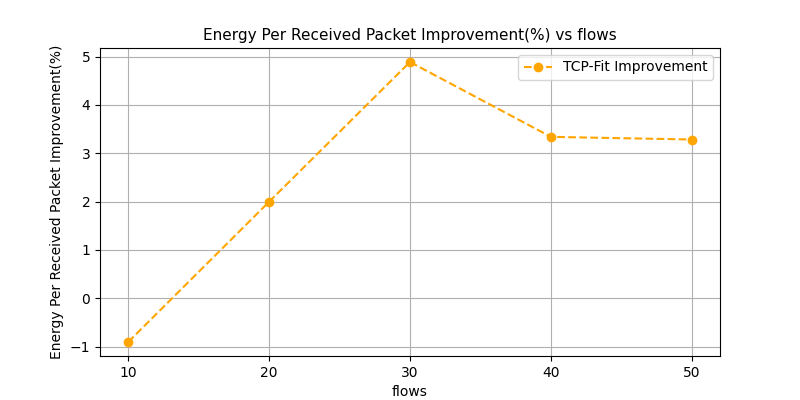 Energy Per Received Packet Improvement(%) vs flows
Energy Per Received Packet Improvement(%)
5
4
3
2
1
0
−1
TCP-Fit Improvement
10 20 30 40 50
flows